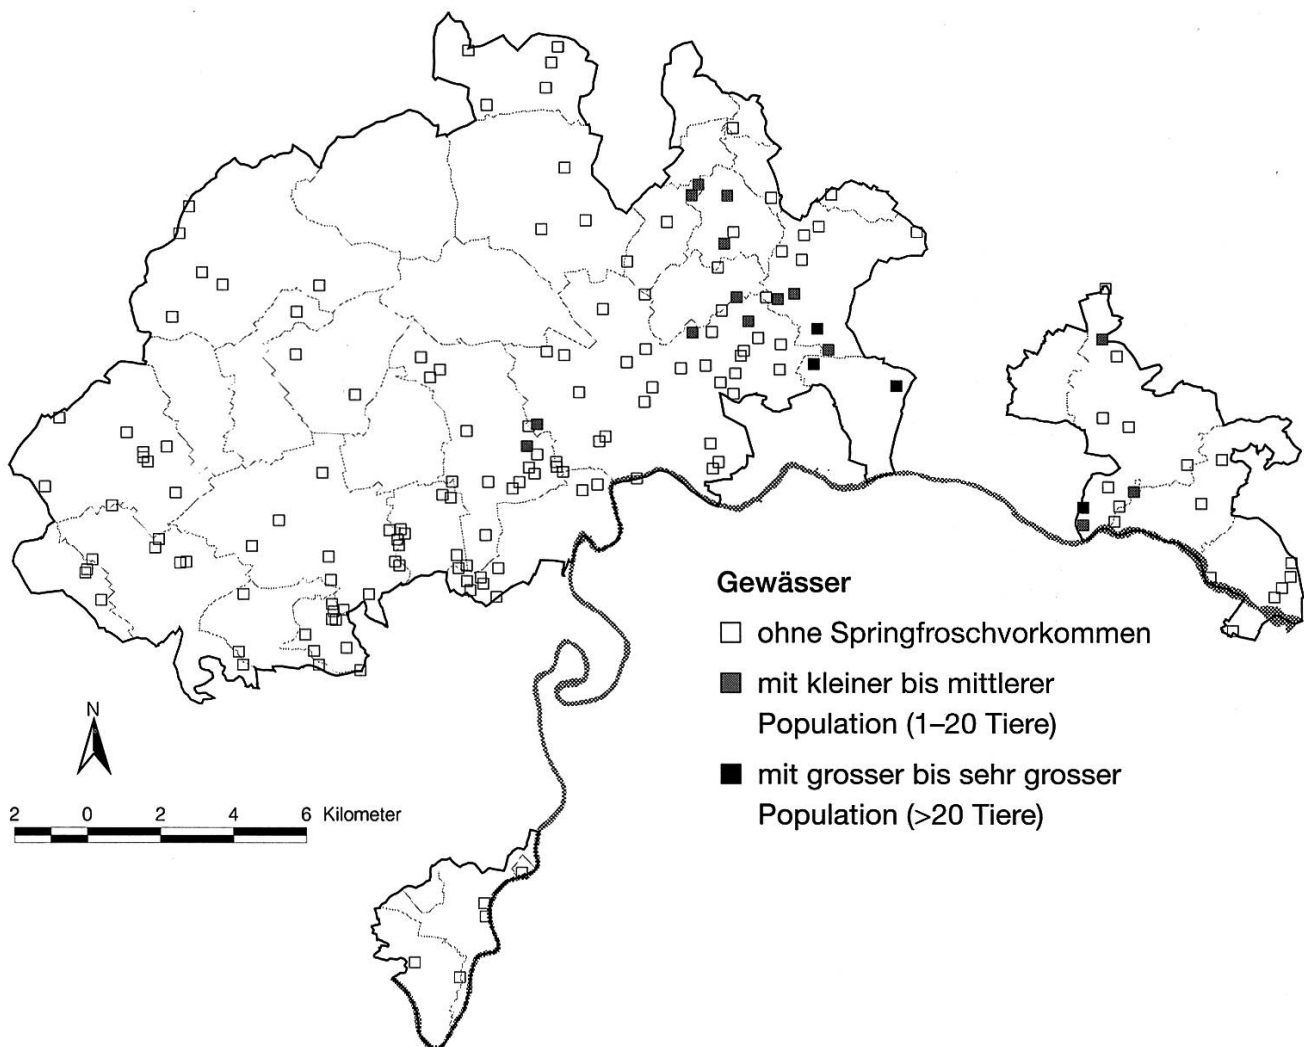 Gewässer
ohne Springfroschvorkommen
mit kleiner bis mittlerer
Population (1–20 Tiere)
mit grosser bis sehr grosser
Population (>20 Tiere)
N
2 0 2 4 6 Kilometer